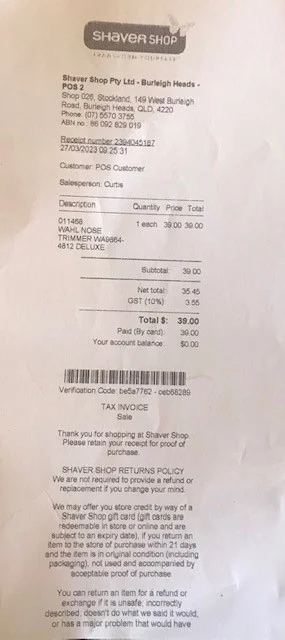 SHAVER SHOP
Shaver Shop Pty Ltd - Burleigh Heads -
POS 2
Shop 026, Stockland, 149 West Burleigh
Road, Burleigh Heads, QLD, 4220
Phone: (07) 5570 3755
ABN no: 86 092 829 019
Receipt number 2394045187
27/03/2023 09:25:31
Customer: POS Customer
Salesperson: Curtis
Description Quantity Price Total
011468 1 each 39.00 39.00
WAHL NOSE
TRIMMER WA9864-
4812 DELUXE
Subtotal: 39.00
Net total: 35.45
GST (10%) 3.55
Total $: 39.00
Paid (By card): 39.00
Your account balance: $0.00
Verification Code: be5a7762 - ceb68289
TAX INVOICE
Sale
Thank you for shopping at Shaver Shop.
Please retain your receipt for proof of
purchase.
SHAVER SHOP RETURNS POLICY
We are not required to provide a refund or
replacement if you change your mind.
We may offer you store credit by way of a
Shaver Shop gift card (gift cards are
redeemable in store or online and are
subject to an expiry date), if you return an
item to the store of purchase within 21 days
and the item is in original condition (including
packaging), not used and accompanied by
acceptable proof of purchase.
You can return an item for a refund or
exchange if it is unsafe, incorrectly
described, doesn't do what we said it would,
or has a major problem that would have